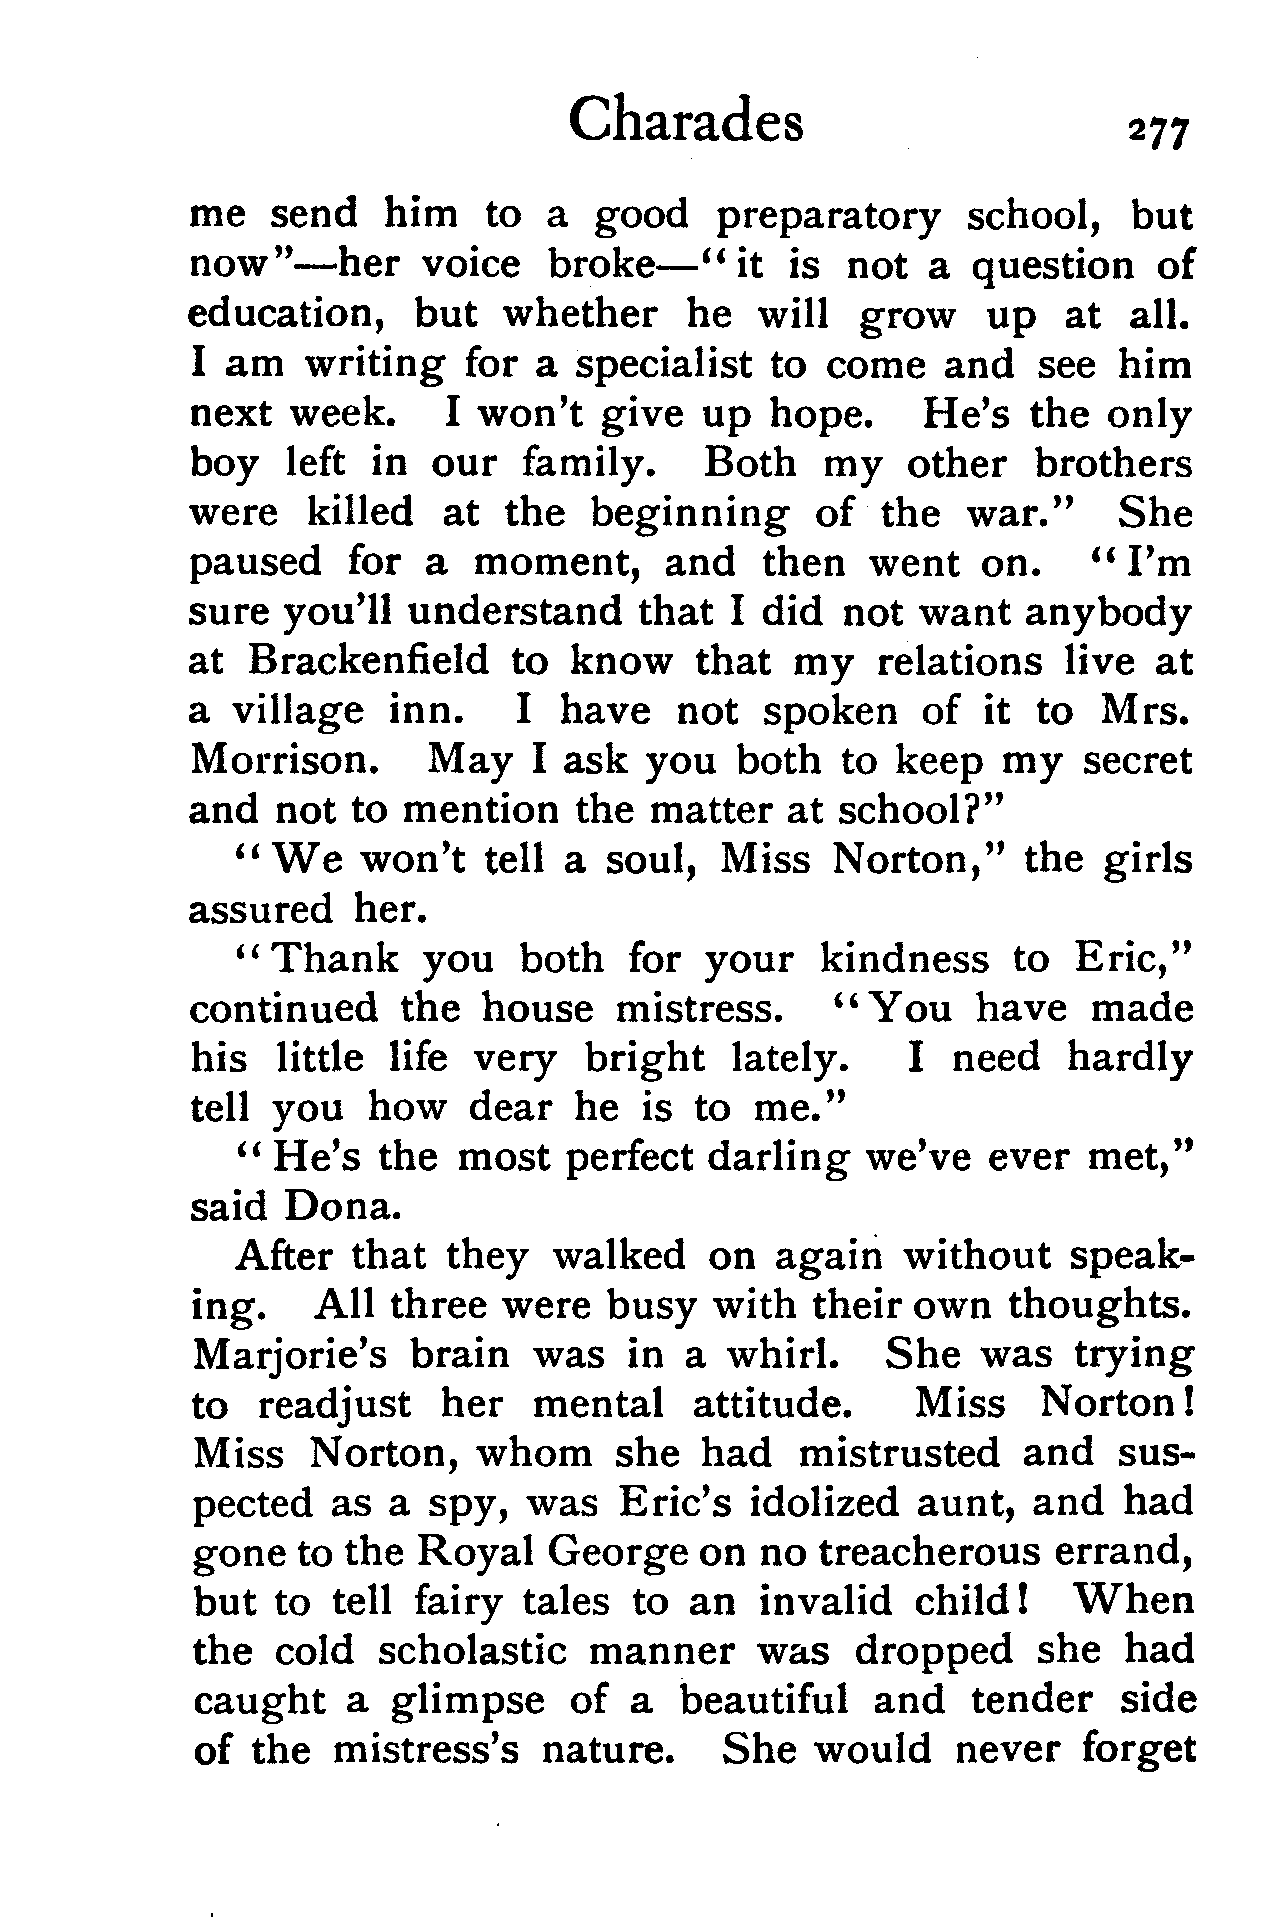 Charades 277
me send him to a good preparatory school, but
now"—her voice broke—"it is not a question of
education, but whether he will grow up at all.
I am writing for a specialist to come and see him
next week. I won't give up hope. He's the only
boy left in our family. Both my other brothers
were killed at the beginning of the war." She
paused for a moment, and then went on. "I'm
sure you'll understand that I did not want anybody
at Brackenfield to know that my relations live at
a village inn. I have not spoken of it to Mrs.
Morrison. May I ask you both to keep my secret
and not to mention the matter at school?"
"We won't tell a soul, Miss Norton," the girls
assured her.
"Thank you both for your kindness to Eric,"
continued the house mistress. "You have made
his little life very bright lately. I need hardly
tell you how dear he is to me."
"He's the most perfect darling we've ever met,"
said Dona.
After that they walked on again without speak-
ing. All three were busy with their own thoughts.
Marjorie's brain was in a whirl. She was trying
to readjust her mental attitude. Miss Norton!
Miss Norton, whom she had mistrusted and sus-
pected as a spy, was Eric's idolized aunt, and had
gone to the Royal George on no treacherous errand,
but to tell fairy tales to an invalid child! When
the cold scholastic manner was dropped she had
caught a glimpse of a beautiful and tender side
of the mistress's nature. She would never forget